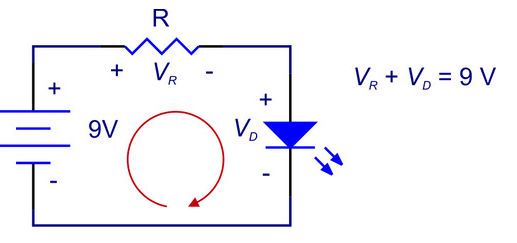 R
+ V_R -
V_R + V_D = 9 V
+
9V
-
+
V_D
-